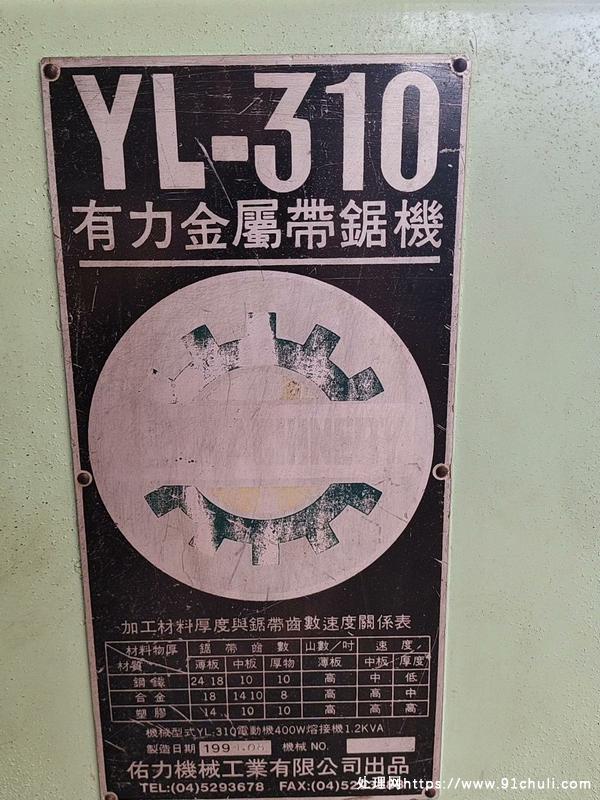 YL-310
有力金屬帶鋸機
MACHINERY
加工材料厚度與鋸帶齒數速度關係表
材料物厚 鋸帶齒數 山數/吋 速度
材質 薄板 中板 厚物 薄板 中板 厚度
鋼鐵 24 18 10 10 高 中 低
合金 18 14 10 8 高 高 中
塑膠 14 10 10 高 高 高
機械型式YL-310電動機400W熔接機1.2KVA
製造日期 199 .08 機械 NO.
佑力機械工業有限公司出品
TEL:(04)5293678 FAX:(04)52
处理网https://www.91chuli.com/